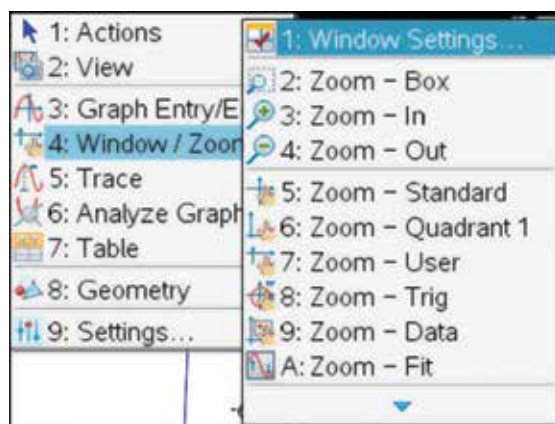 1: Actions
2: View
3: Graph Entry/E
4: Window / Zoor
5: Trace
6: Analyze Graph
7: Table
8: Geometry
9: Settings...
1: Window Settings...
2: Zoom – Box
3: Zoom – In
4: Zoom – Out
5: Zoom – Standard
6: Zoom – Quadrant 1
7: Zoom – User
8: Zoom – Trig
9: Zoom – Data
A: Zoom – Fit